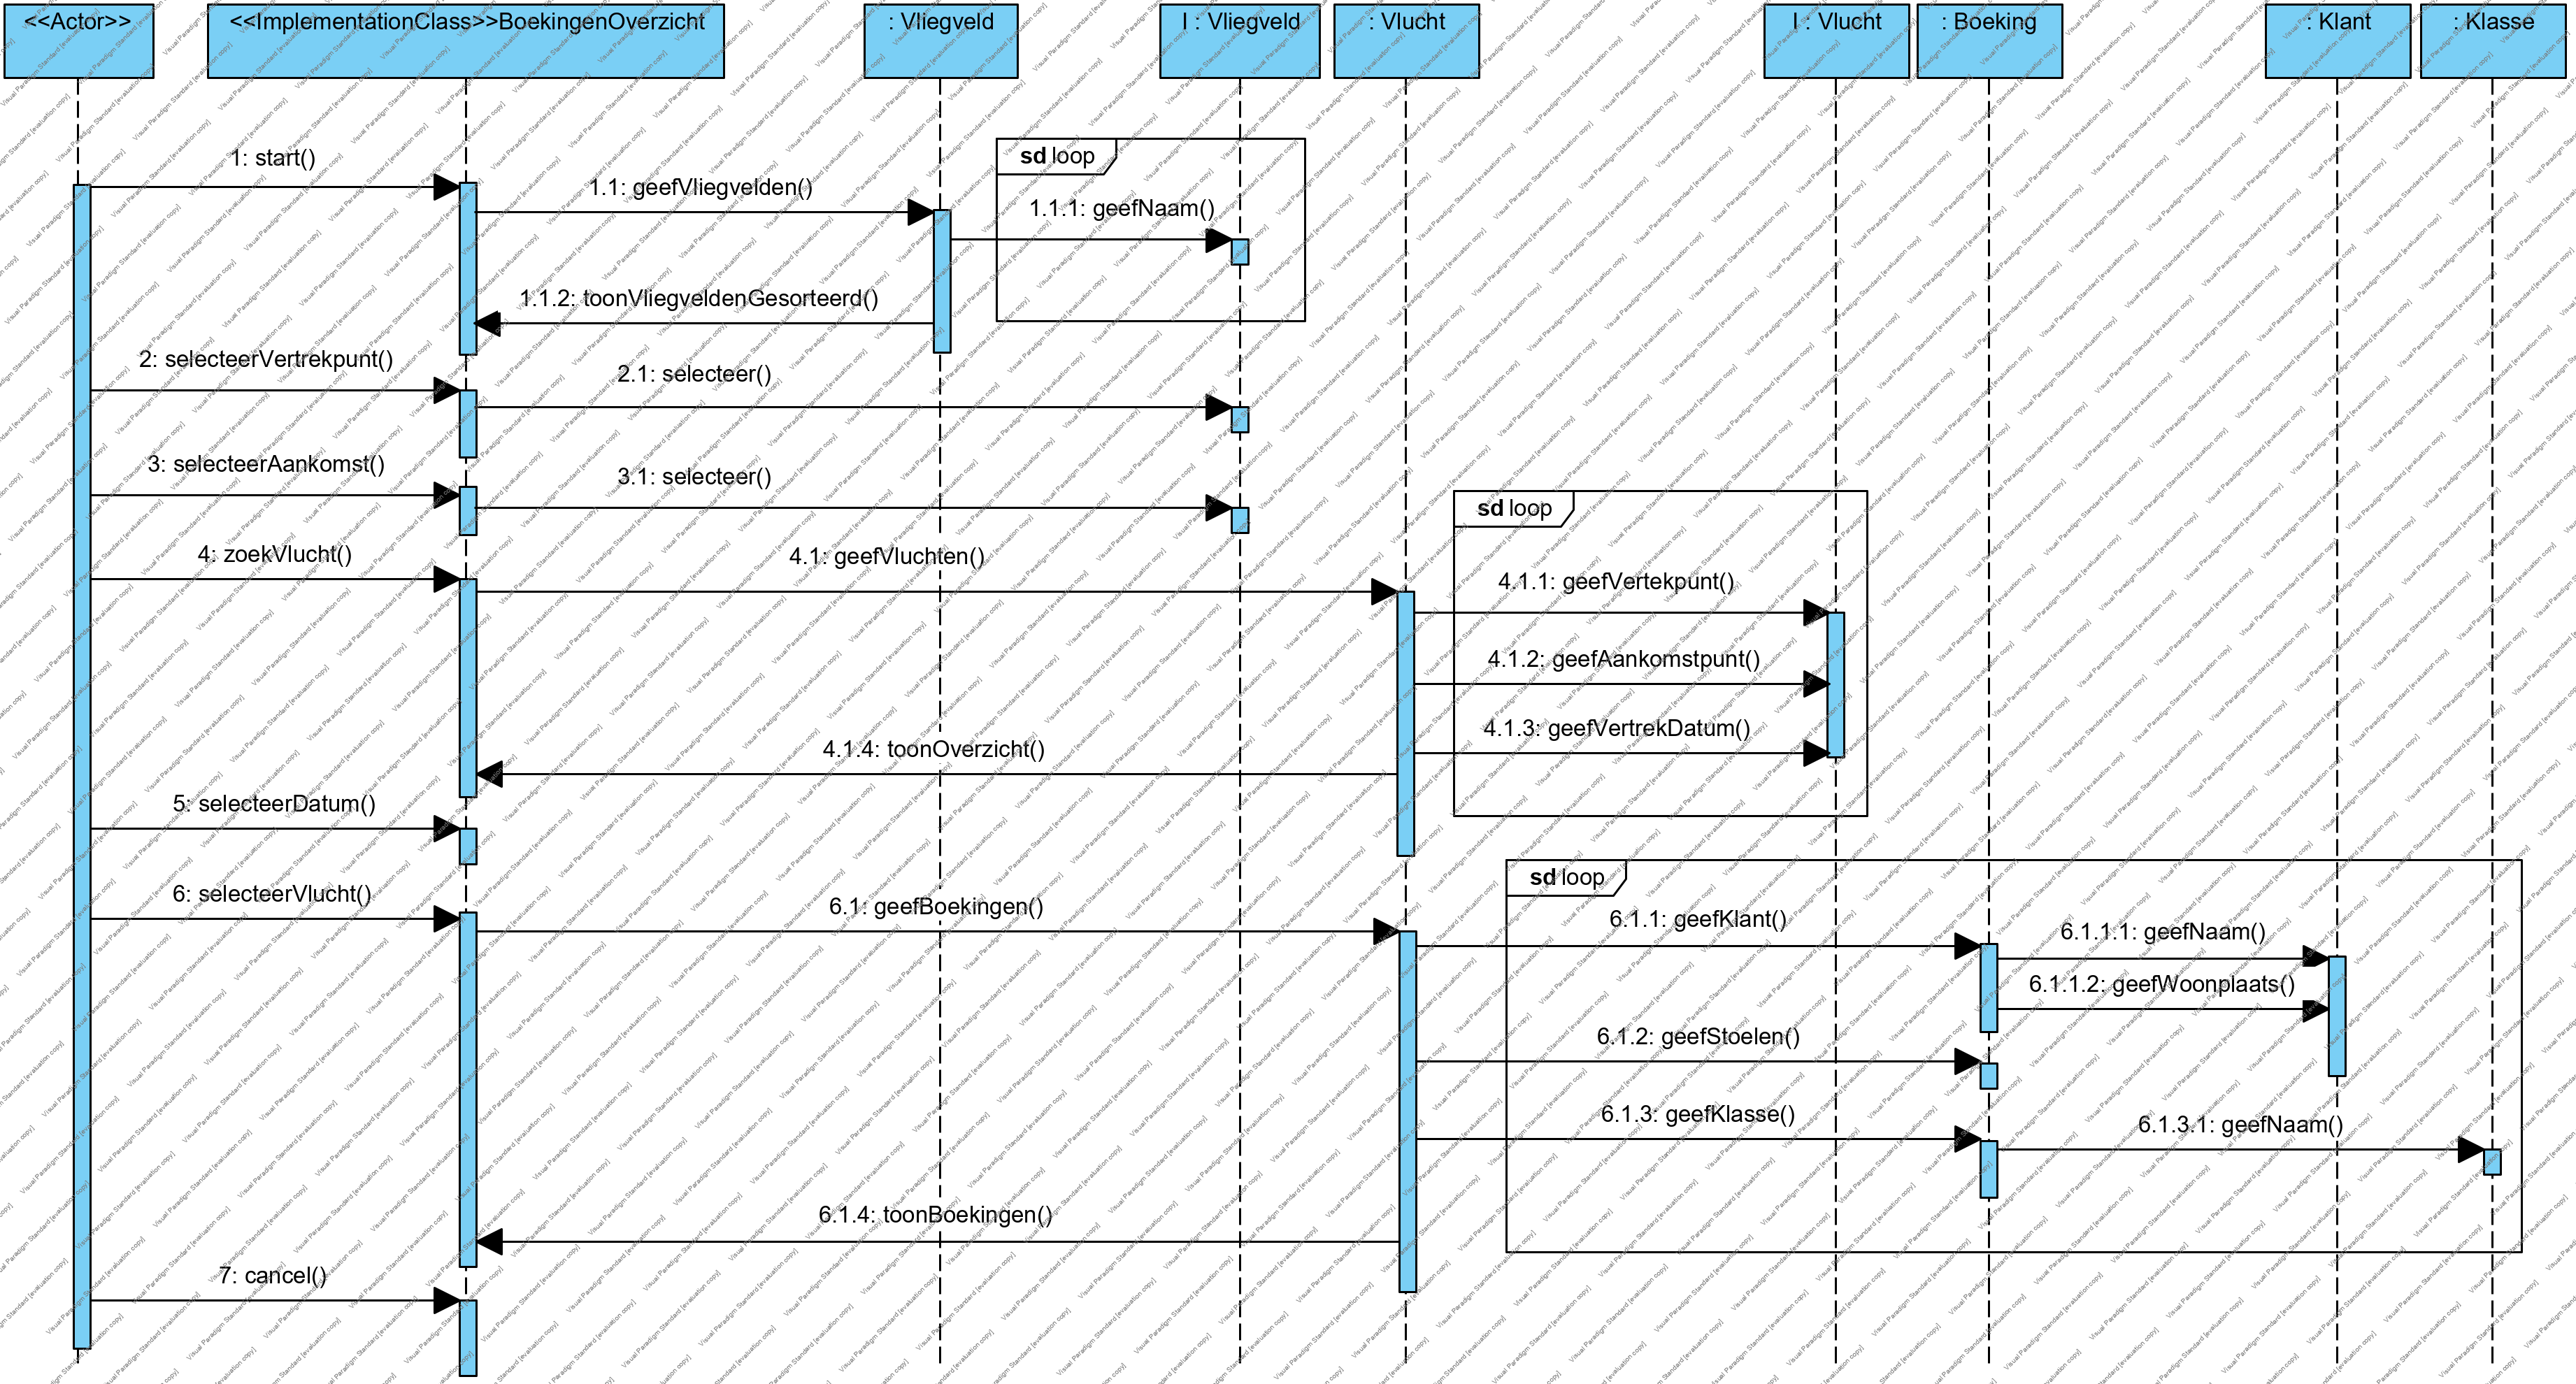 <<Actor>>
<<ImplementationClass>>BoekingenOverzicht
: Vliegveld
I : Vliegveld
: Vlucht
I : Vlucht
: Boeking
: Klant
: Klasse
sd loop
1: start()
1.1: geefVliegvelden()
1.1.1: geefNaam()
1.1.2: toonVliegveldenGesorteerd()
2: selecteerVertrekpunt()
2.1: selecteer()
3: selecteerAankomst()
3.1: selecteer()
sd loop
4: zoekVlucht()
4.1: geefVluchten()
4.1.1: geefVertekpunt()
4.1.2: geefAankomstpunt()
4.1.3: geefVertrekDatum()
4.1.4: toonOverzicht()
5: selecteerDatum()
sd loop
6: selecteerVlucht()
6.1: geefBoekingen()
6.1.1: geefKlant()
6.1.1.1: geefNaam()
6.1.1.2: geefWoonplaats()
6.1.2: geefStoelen()
6.1.3: geefKlasse()
6.1.3.1: geefNaam()
6.1.4: toonBoekingen()
7: cancel()
Visual Paradigm Standard [evaluation copy]